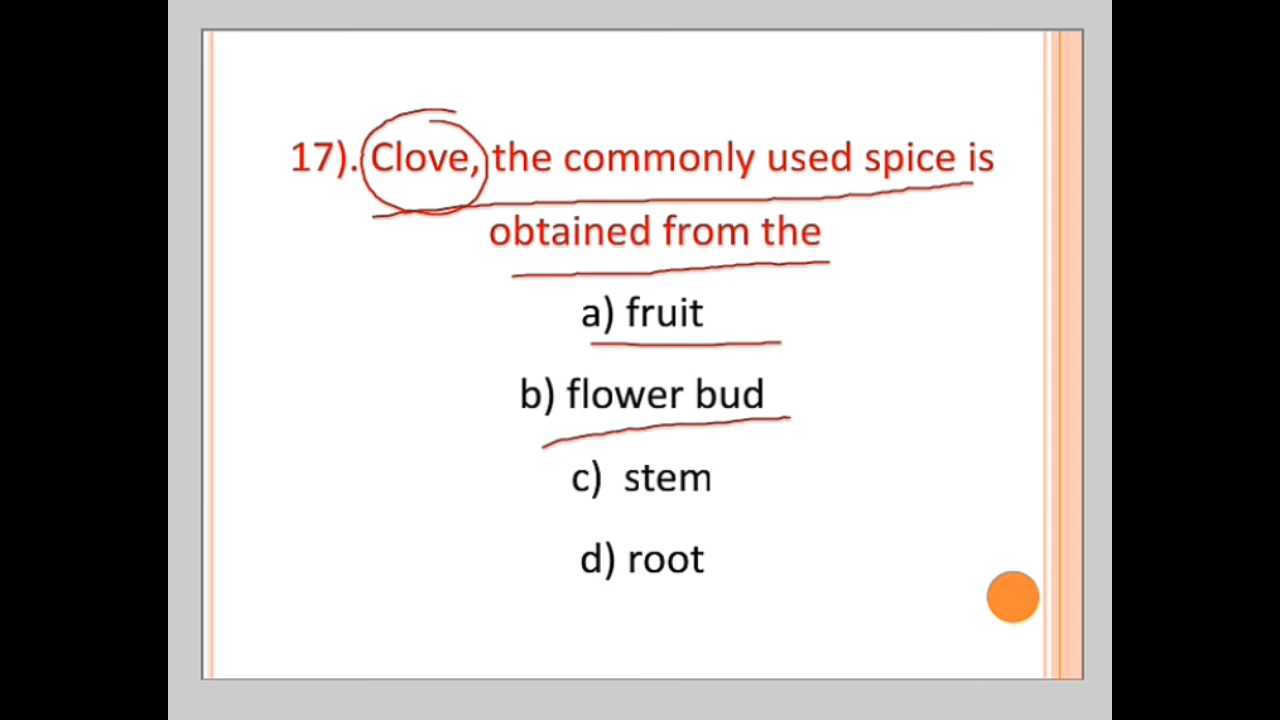 17). Clove, the commonly used spice is
obtained from the
a) fruit
b) flower bud
c) stem
d) root